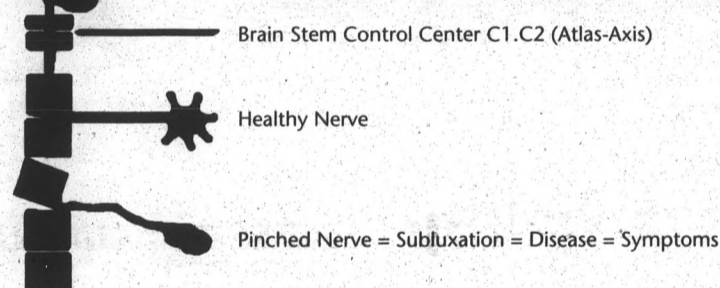 Brain Stem Control Center C1.C2 (Atlas-Axis)
Healthy Nerve
Pinched Nerve = Subluxation = Disease = Symptoms